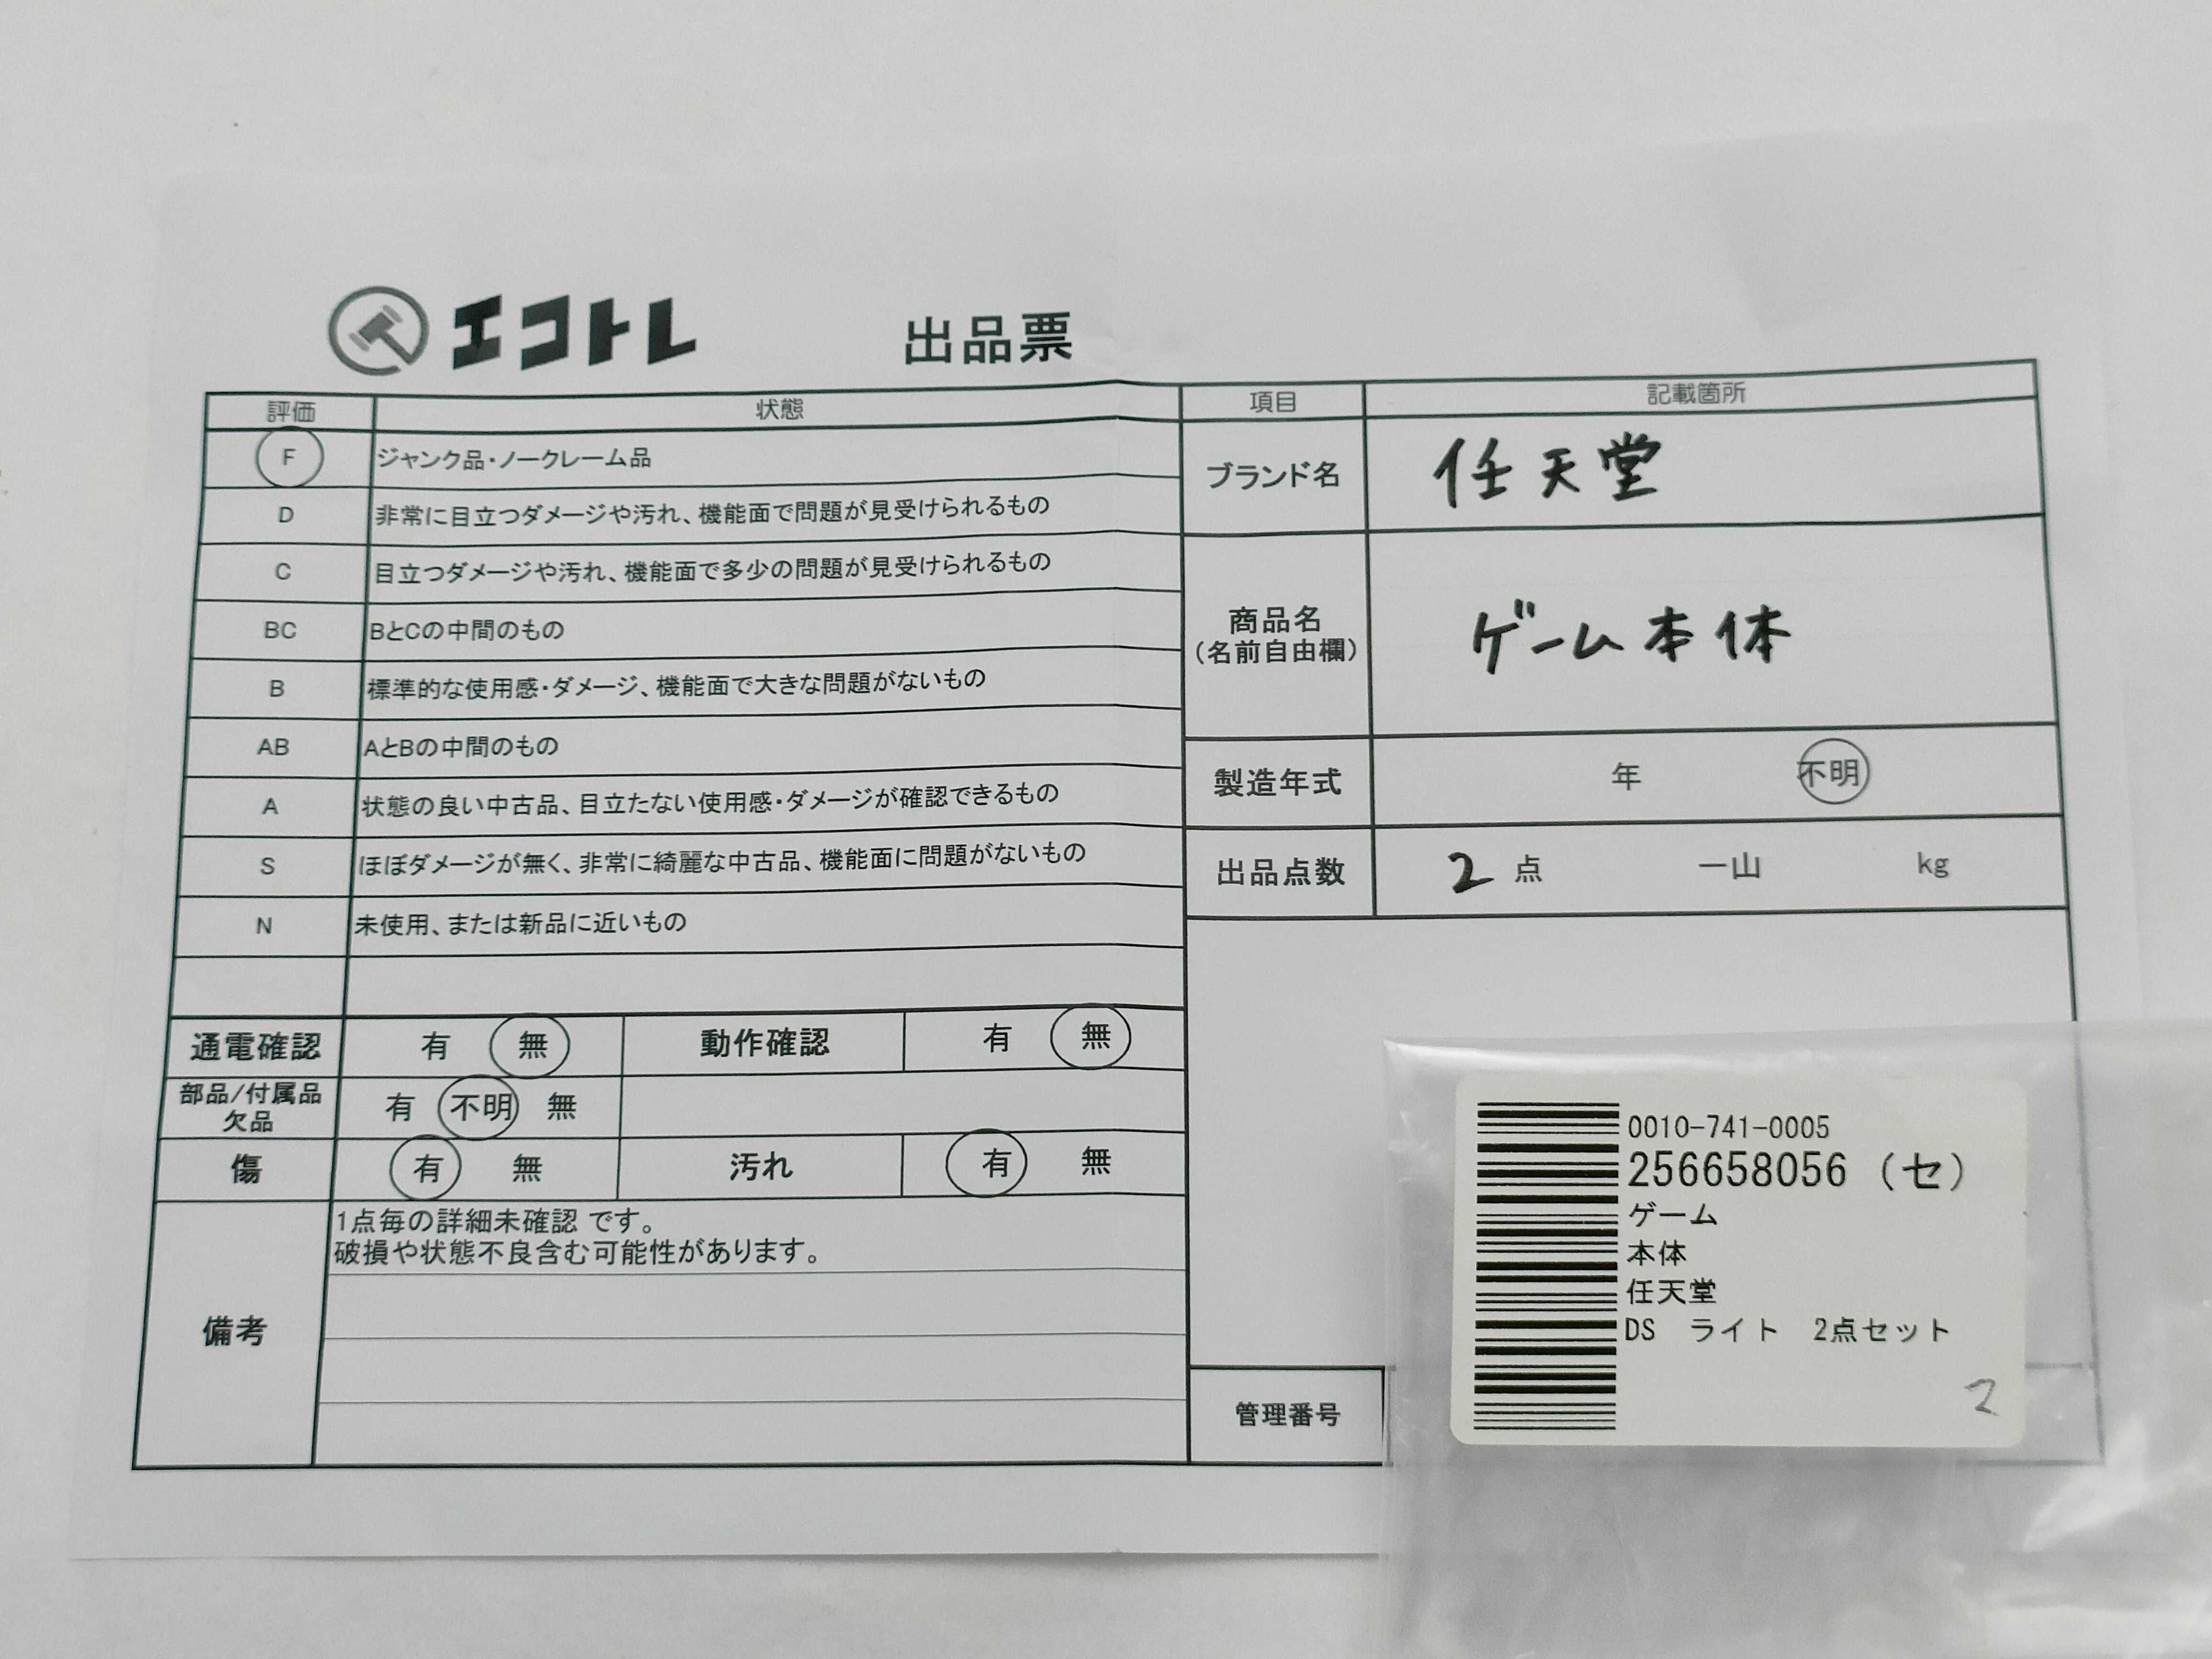 エコトレ 出品票
評価 状態
F ジャンク品・ノークレーム品
D 非常に目立つダメージや汚れ、機能面で問題が見受けられるもの
C 目立つダメージや汚れ、機能面で多少の問題が見受けられるもの
BC BとCの中間のもの
B 標準的な使用感・ダメージ、機能面で大きな問題がないもの
AB AとBの中間のもの
A 状態の良い中古品、目立たない使用感・ダメージが確認できるもの
S ほぼダメージが無く、非常に綺麗な中古品、機能面に問題がないもの
N 未使用、または新品に近いもの
通電確認 有 無 動作確認 有 無
部品/付属品
欠品 有 不明 無
傷 有 無 汚れ 有 無
備考
1点毎の詳細未確認 です。
破損や状態不良含む可能性があります。
項目 記載箇所
ブランド名 任天堂
商品名
(名前自由欄)
ゲーム本体
製造年式 年 不明
出品点数 2 点 一山 kg
管理番号
0010-741-0005
256658056 (セ)
ゲーム
本体
任天堂
DS ライト 2点セット
2